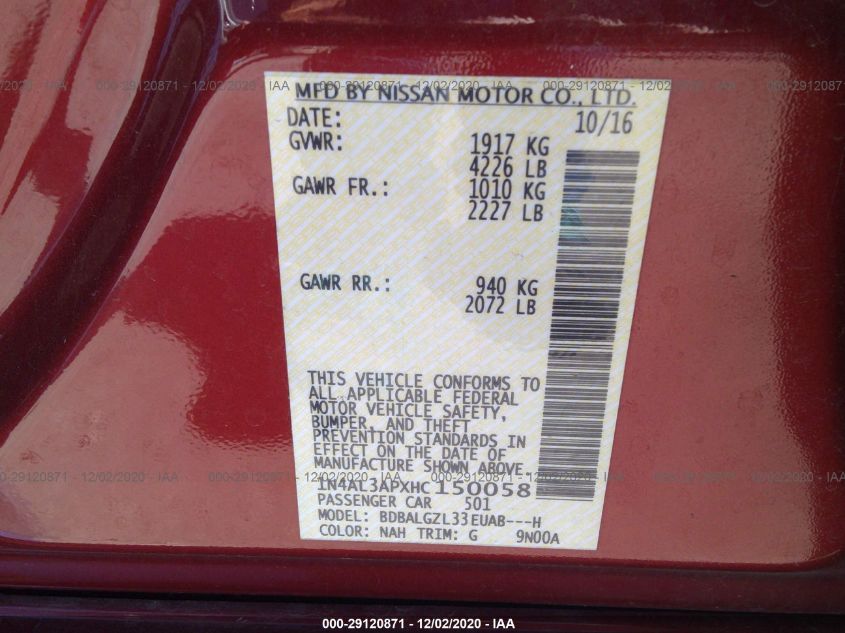 MFD BY NISSAN MOTOR CO., LTD.
DATE: 10/16
GVWR: 1917 KG
4226 LB
GAWR FR.: 1010 KG
2227 LB
GAWR RR.: 940 KG
2072 LB
THIS VEHICLE CONFORMS TO
ALL APPLICABLE FEDERAL
MOTOR VEHICLE SAFETY,
BUMPER, AND THEFT
PREVENTION STANDARDS IN
EFFECT ON THE DATE OF
MANUFACTURE SHOWN ABOVE.
1N4AL3APXHC150058
PASSENGER CAR 501
MODEL: BDBALGZL33EUAB---H
COLOR: NAH TRIM: G 9N00A
000-29120871 - 12/02/2020 - IAA